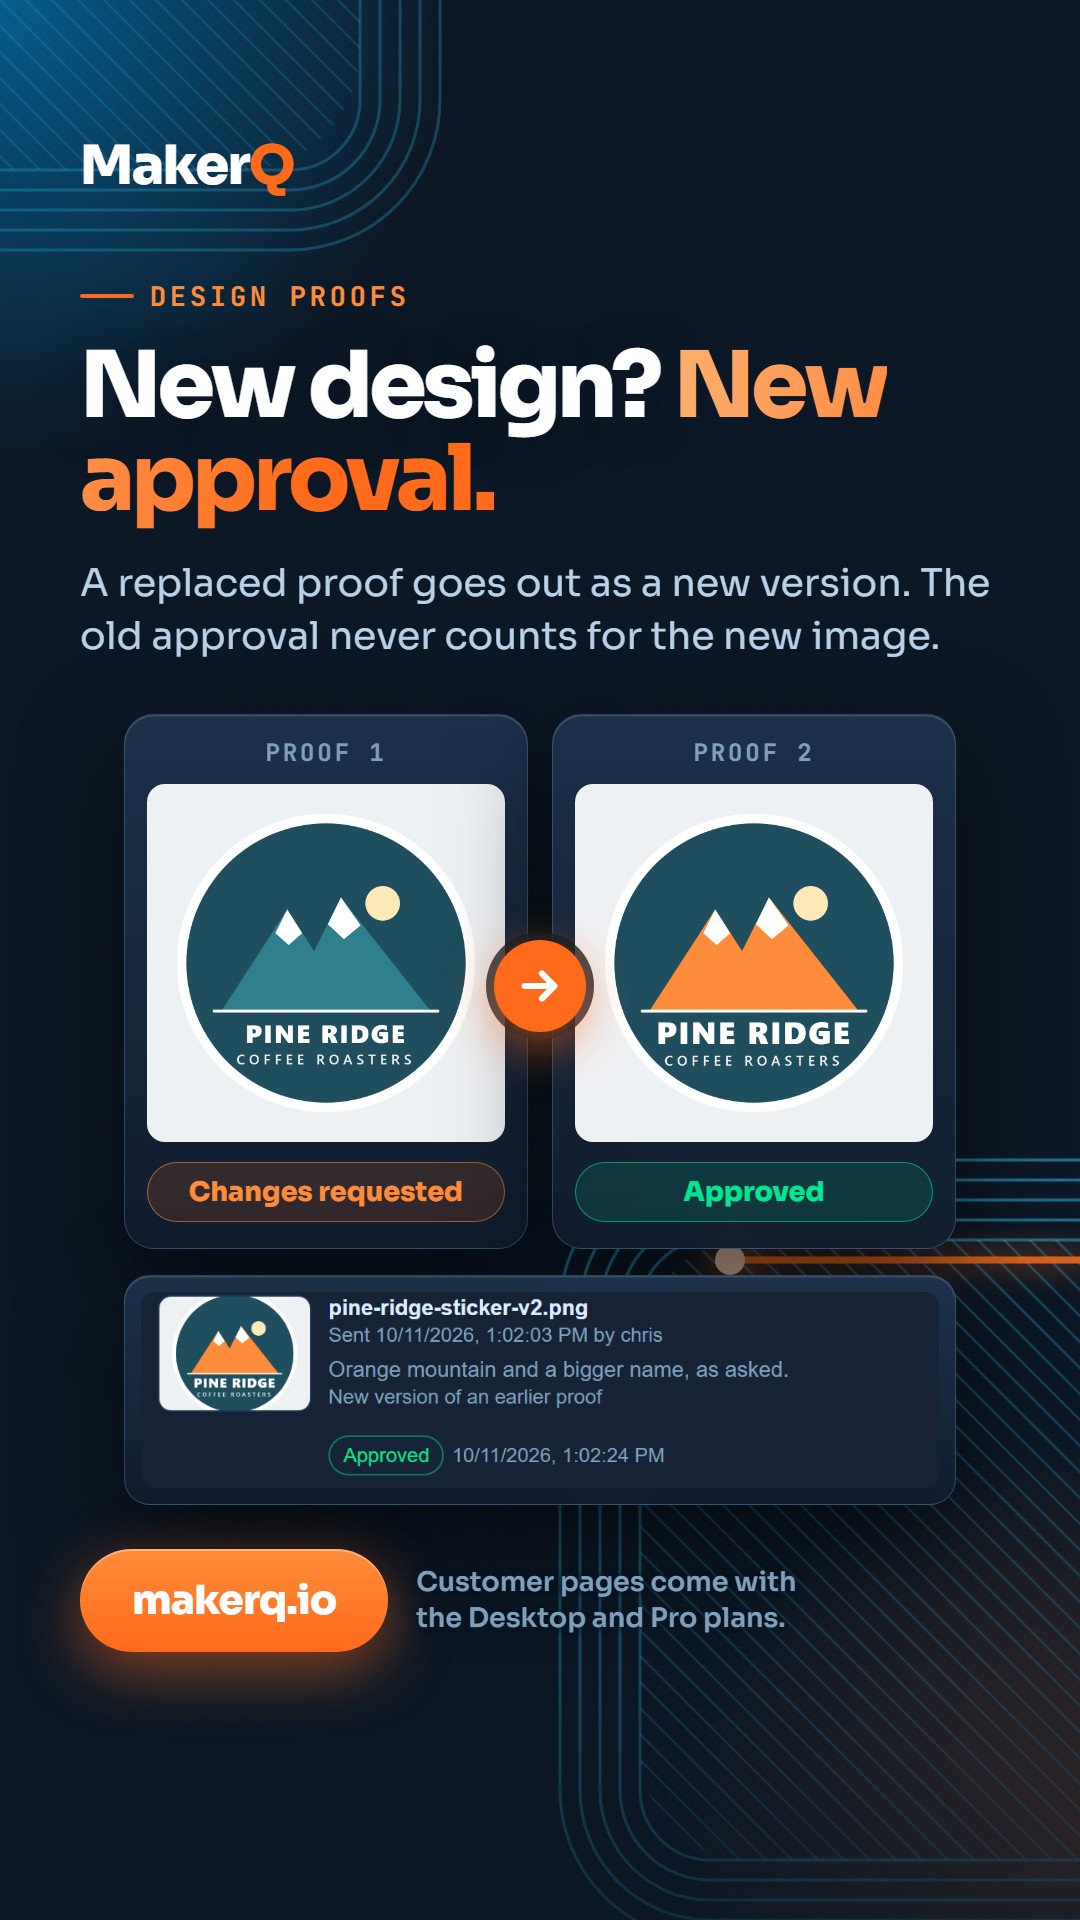 MakerQ
DESIGN PROOFS
New design? New
approval.
A replaced proof goes out as a new version. The
old approval never counts for the new image.
PROOF 1
PINE RIDGE
COFFEE ROASTERS
Changes requested
PROOF 2
PINE RIDGE
COFFEE ROASTERS
Approved
PINE RIDGE
COFFEE ROASTERS
pine-ridge-sticker-v2.png
Sent 10/11/2026, 1:02:03 PM by chris
Orange mountain and a bigger name, as asked.
New version of an earlier proof
Approved 10/11/2026, 1:02:24 PM
makerq.io
Customer pages come with
the Desktop and Pro plans.